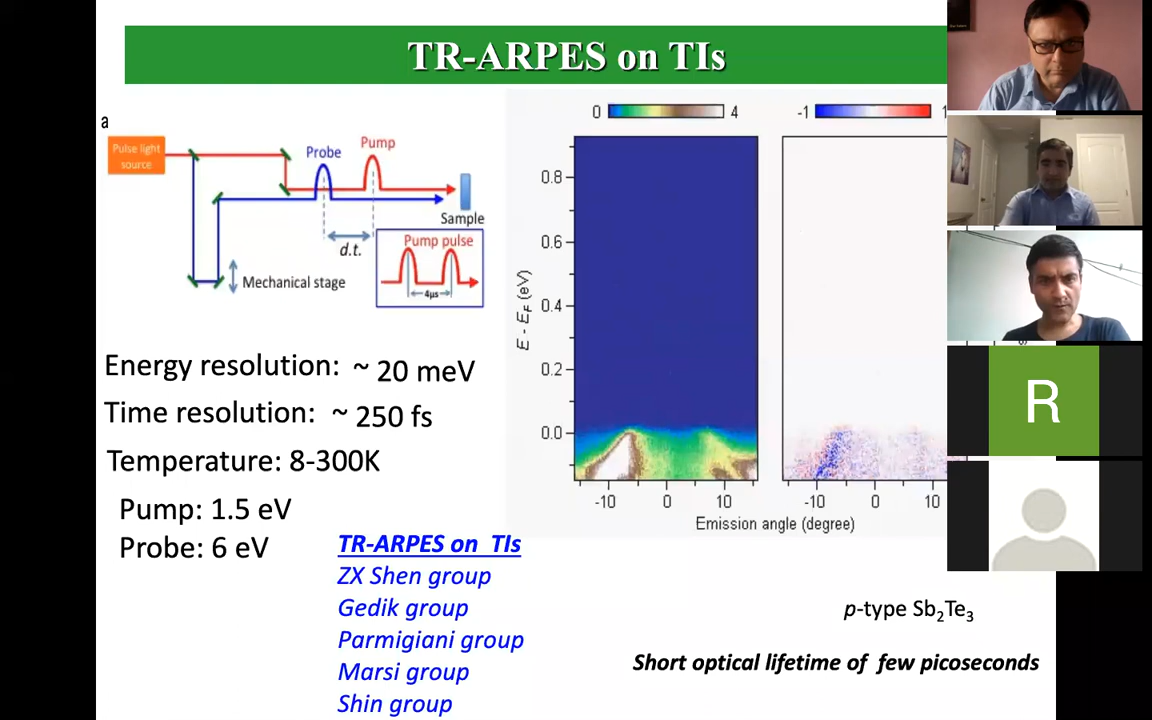 TR-ARPES on TIs
a
Pulse light
source
Probe
Pump
Sample
d.t.
Pump pulse
4μs
Mechanical stage
Energy resolution: ~ 20 meV
Time resolution: ~ 250 fs
Temperature: 8-300K
Pump: 1.5 eV
Probe: 6 eV
TR-ARPES on TIs
ZX Shen group
Gedik group
Parmigiani group
Marsi group
Shin group
0 4
-1 1
E - E_F (eV)
0.8
0.6
0.4
0.2
0.0
-10 0 10
-10 0 10
Emission angle (degree)
p-type Sb₂Te₃
Short optical lifetime of few picoseconds
R